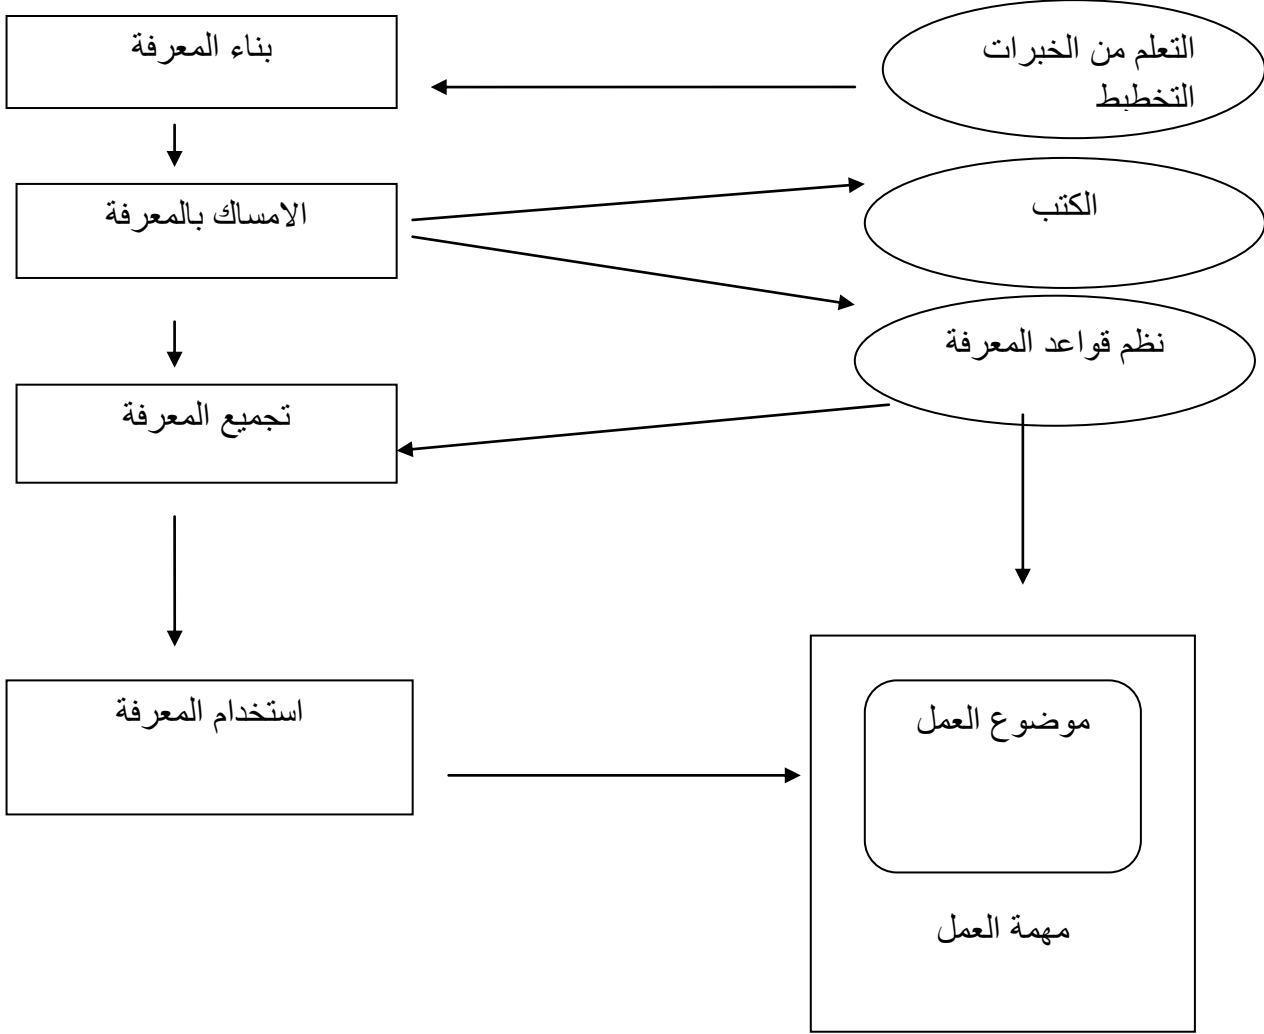 التعلم من الخبرات
التخطيط
بناء المعرفة
الكتب
الامساك بالمعرفة
نظم قواعد المعرفة
تجميع المعرفة
موضوع العمل
استخدام المعرفة
مهمة العمل